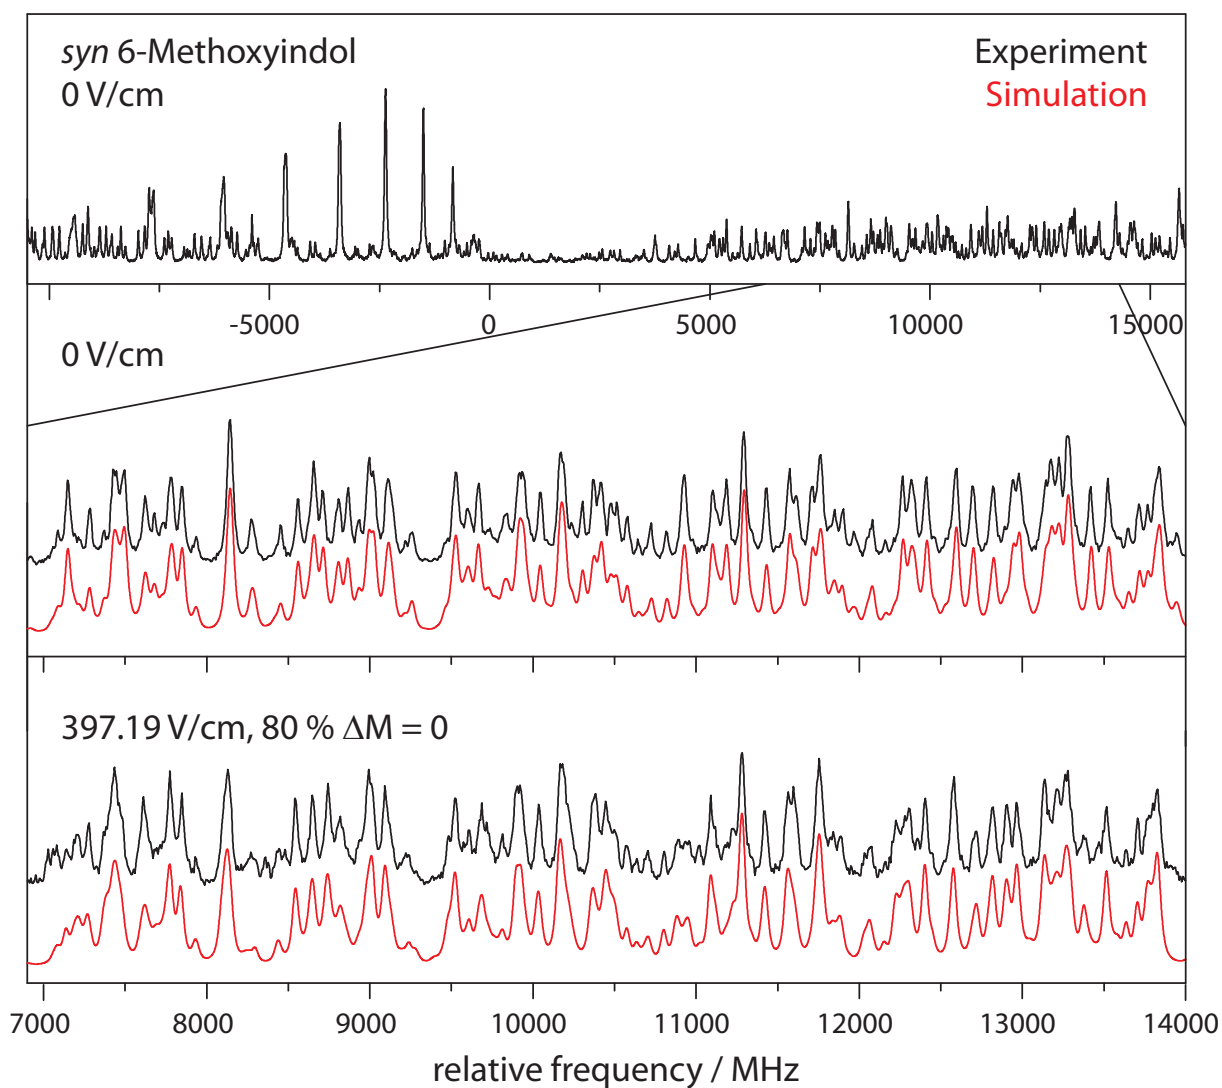 syn 6-Methoxyindol
Experiment
0 V/cm
Simulation
-5000 0 5000 10000 15000
0 V/cm
397.19 V/cm, 80 % ΔM = 0
7000 8000 9000 10000 11000 12000 13000 14000
relative frequency / MHz